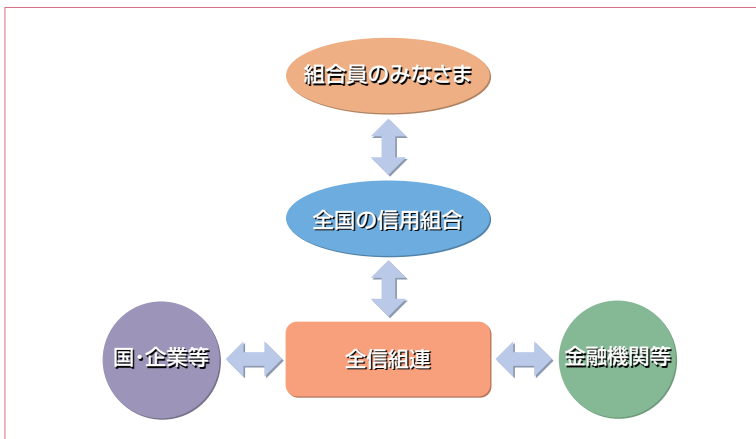 組合員のみなさま
全国の信用組合
国・企業等
全信組連
金融機関等